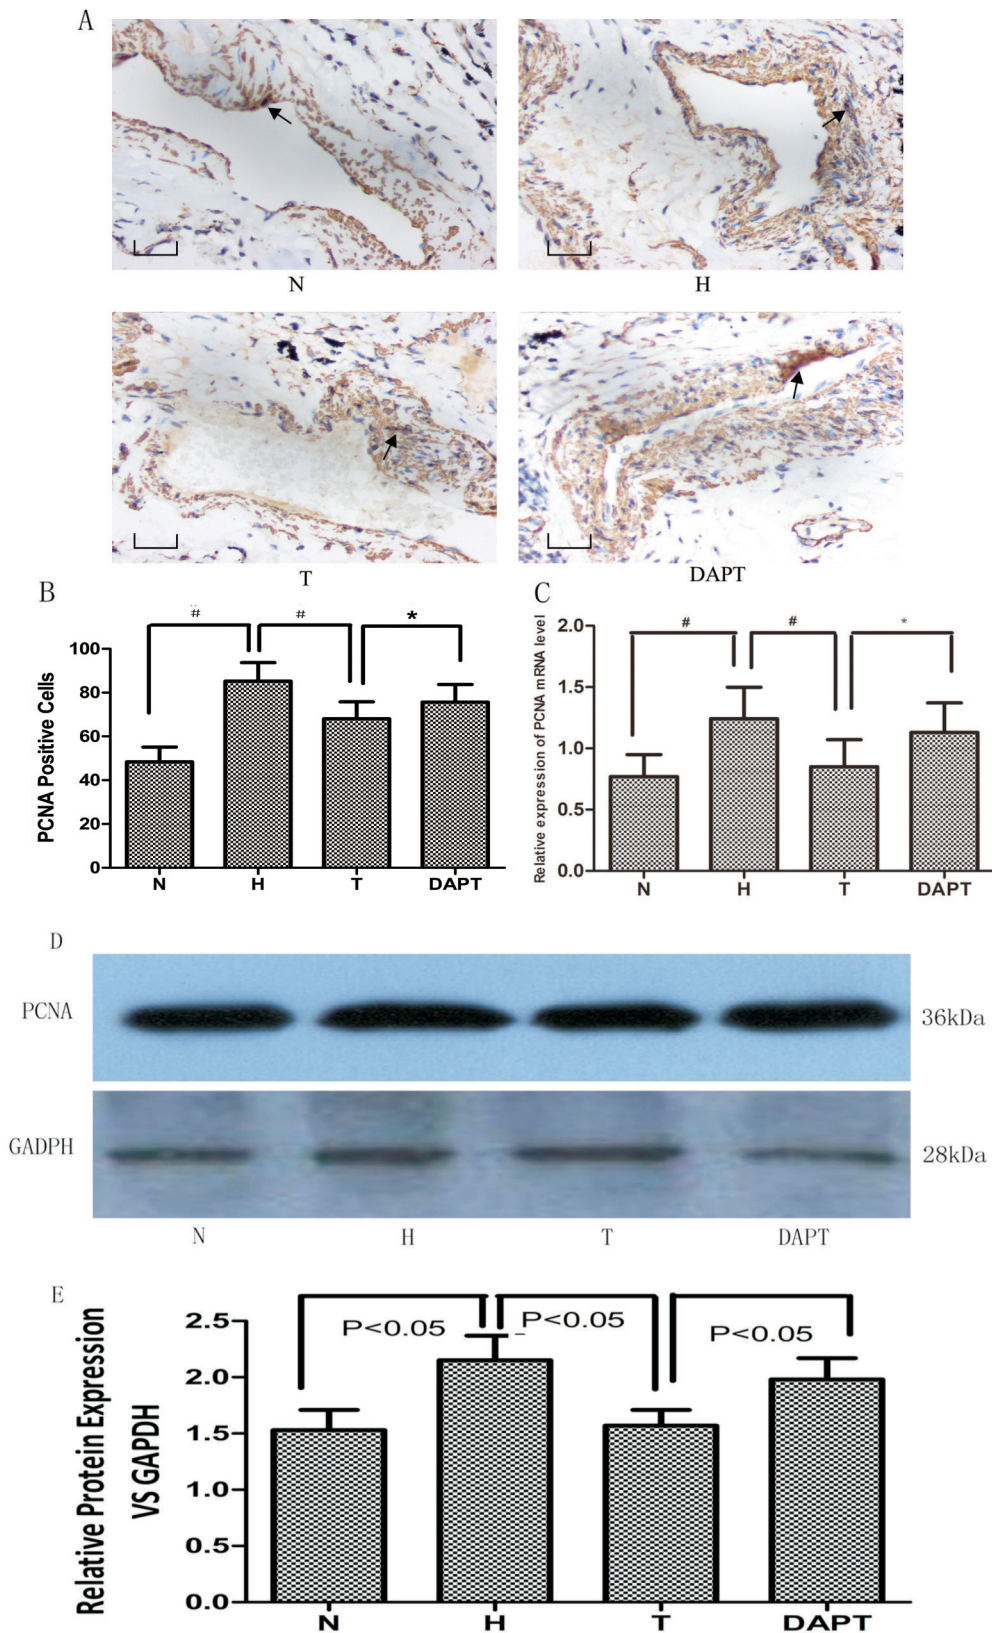 A
N
H
T
DAPT
B
#
#
*
100
80
60
40
20
0
PCNA Positive Cells
N
H
T
DAPT
C
#
#
*
2.0
1.5
1.0
0.5
0.0
Relative expression of PCNA mRNA level
N
H
T
DAPT
D
PCNA
36kDa
GADPH
28kDa
N
H
T
DAPT
E
P<0.05
P<0.05
P<0.05
2.5
2.0
1.5
1.0
0.5
0.0
Relative Protein Expression
VS GAPDH
N
H
T
DAPT